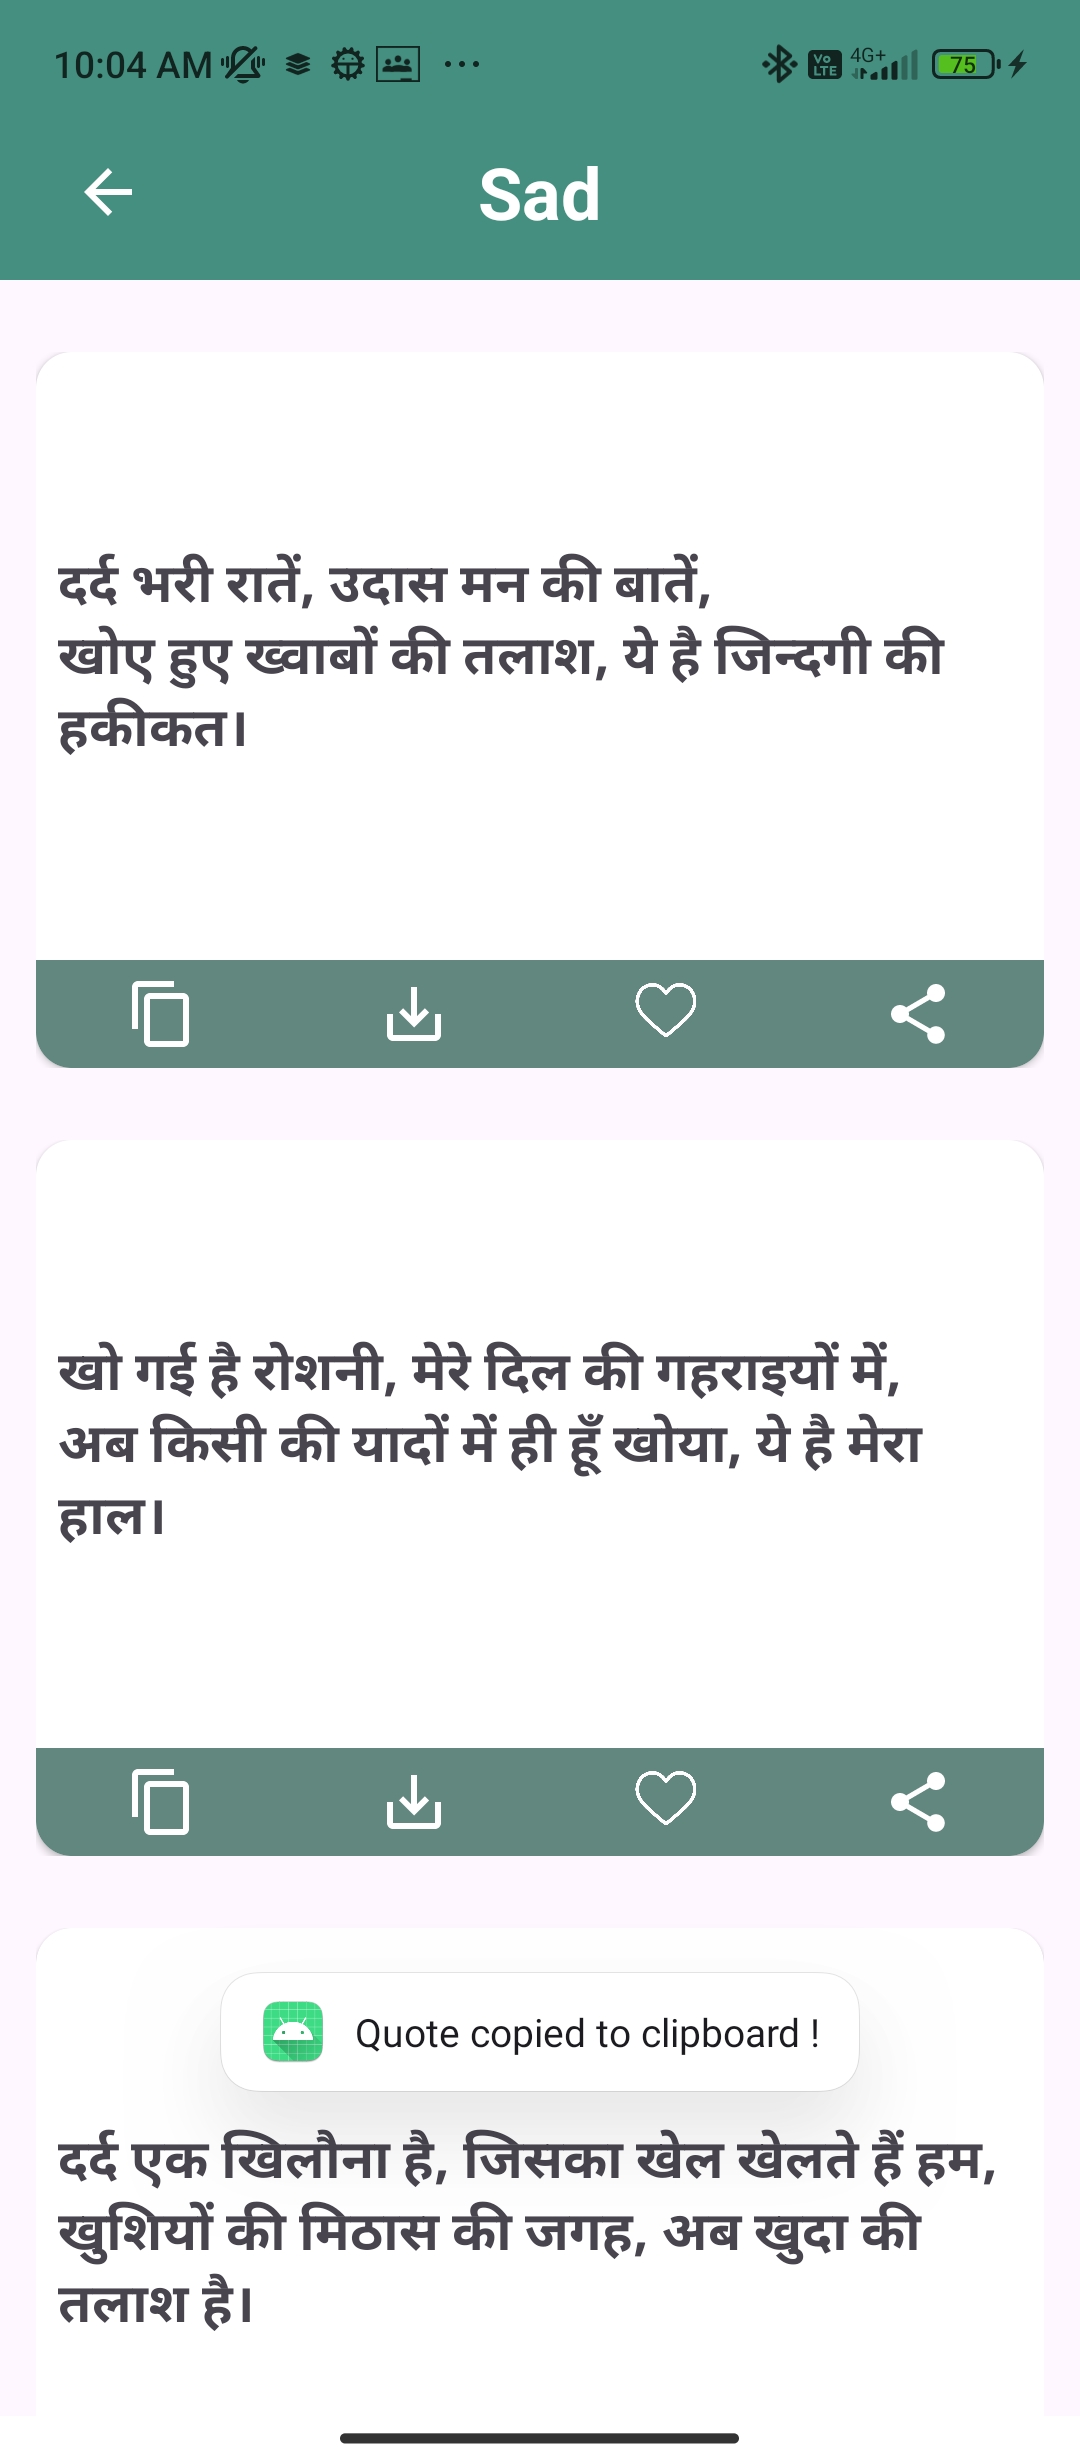 10:04 AM
Vo LTE
4G+
75
Sad
दर्द भरी रातें, उदास मन की बातें,
खोए हुए ख्वाबों की तलाश, ये है जिन्दगी की
हकीकत।
खो गई है रोशनी, मेरे दिल की गहराइयों में,
अब किसी की यादों में ही हूँ खोया, ये है मेरा
हाल।
Quote copied to clipboard !
दर्द एक खिलौना है, जिसका खेल खेलते हैं हम,
खुशियों की मिठास की जगह, अब खुदा की
तलाश है।